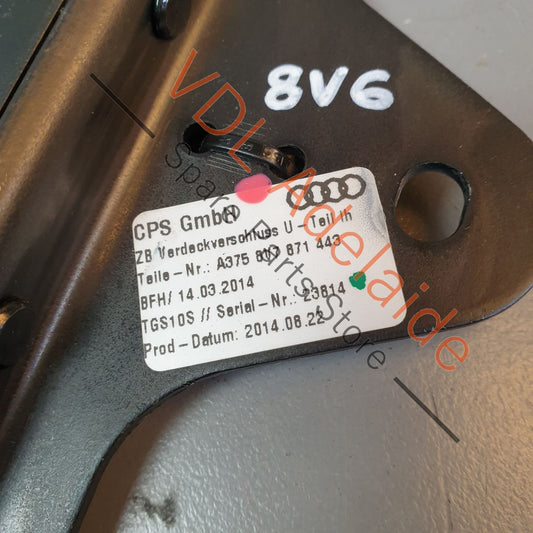 8V6
CPS GmbH
ZB Verdeckverschluss U - Teil lh
Teile - Nr.: A375 807 871 443
BFH/ 14.03.2014
TGS10S // Serial - Nr.: 23814
Prod - Datum: 2014.08.22
VDL Adelaide
Spare Parts Store